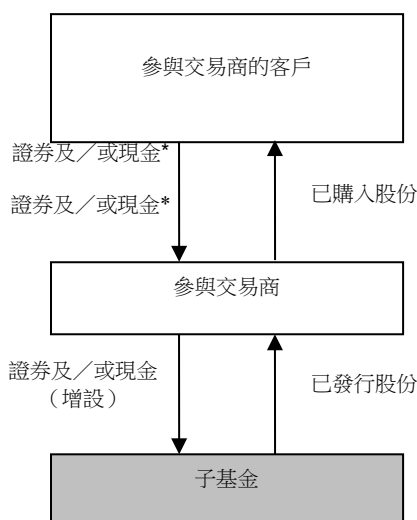 參與交易商的客戶
證券及／或現金*
證券及／或現金*
已購入股份
參與交易商
證券及／或現金
（增設）
已發行股份
子基金